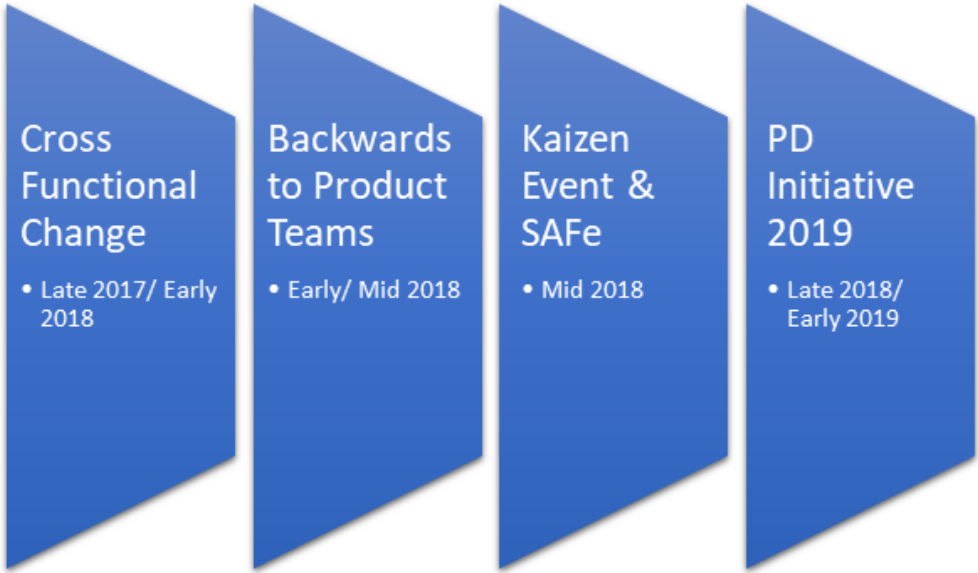 Cross
Functional
Change
• Late 2017/ Early
2018
Backwards
to Product
Teams
• Early/ Mid 2018
Kaizen
Event &
SAFe
• Mid 2018
PD
Initiative
2019
• Late 2018/
Early 2019